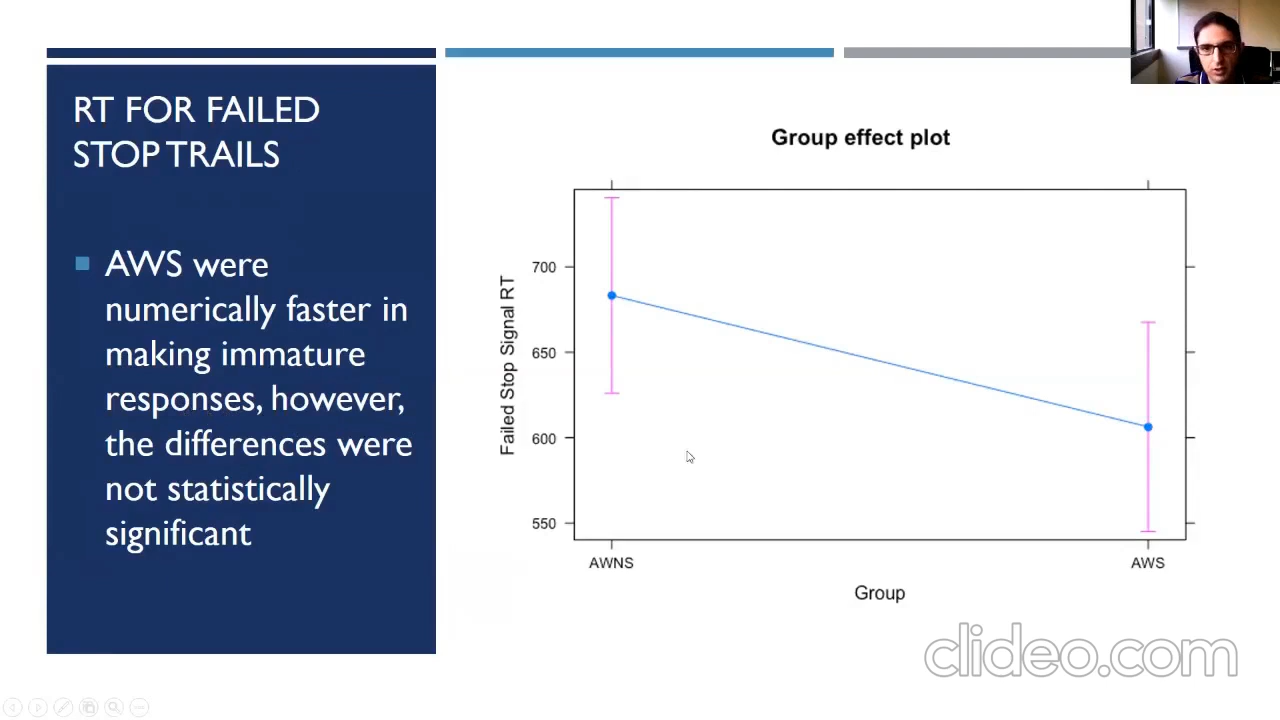 RT FOR FAILED
STOP TRAILS
AWS were
numerically faster in
making immature
responses, however,
the differences were
not statistically
significant
Group effect plot
Failed Stop Signal RT
700
650
600
550
AWNS
AWS
Group
clideo.com